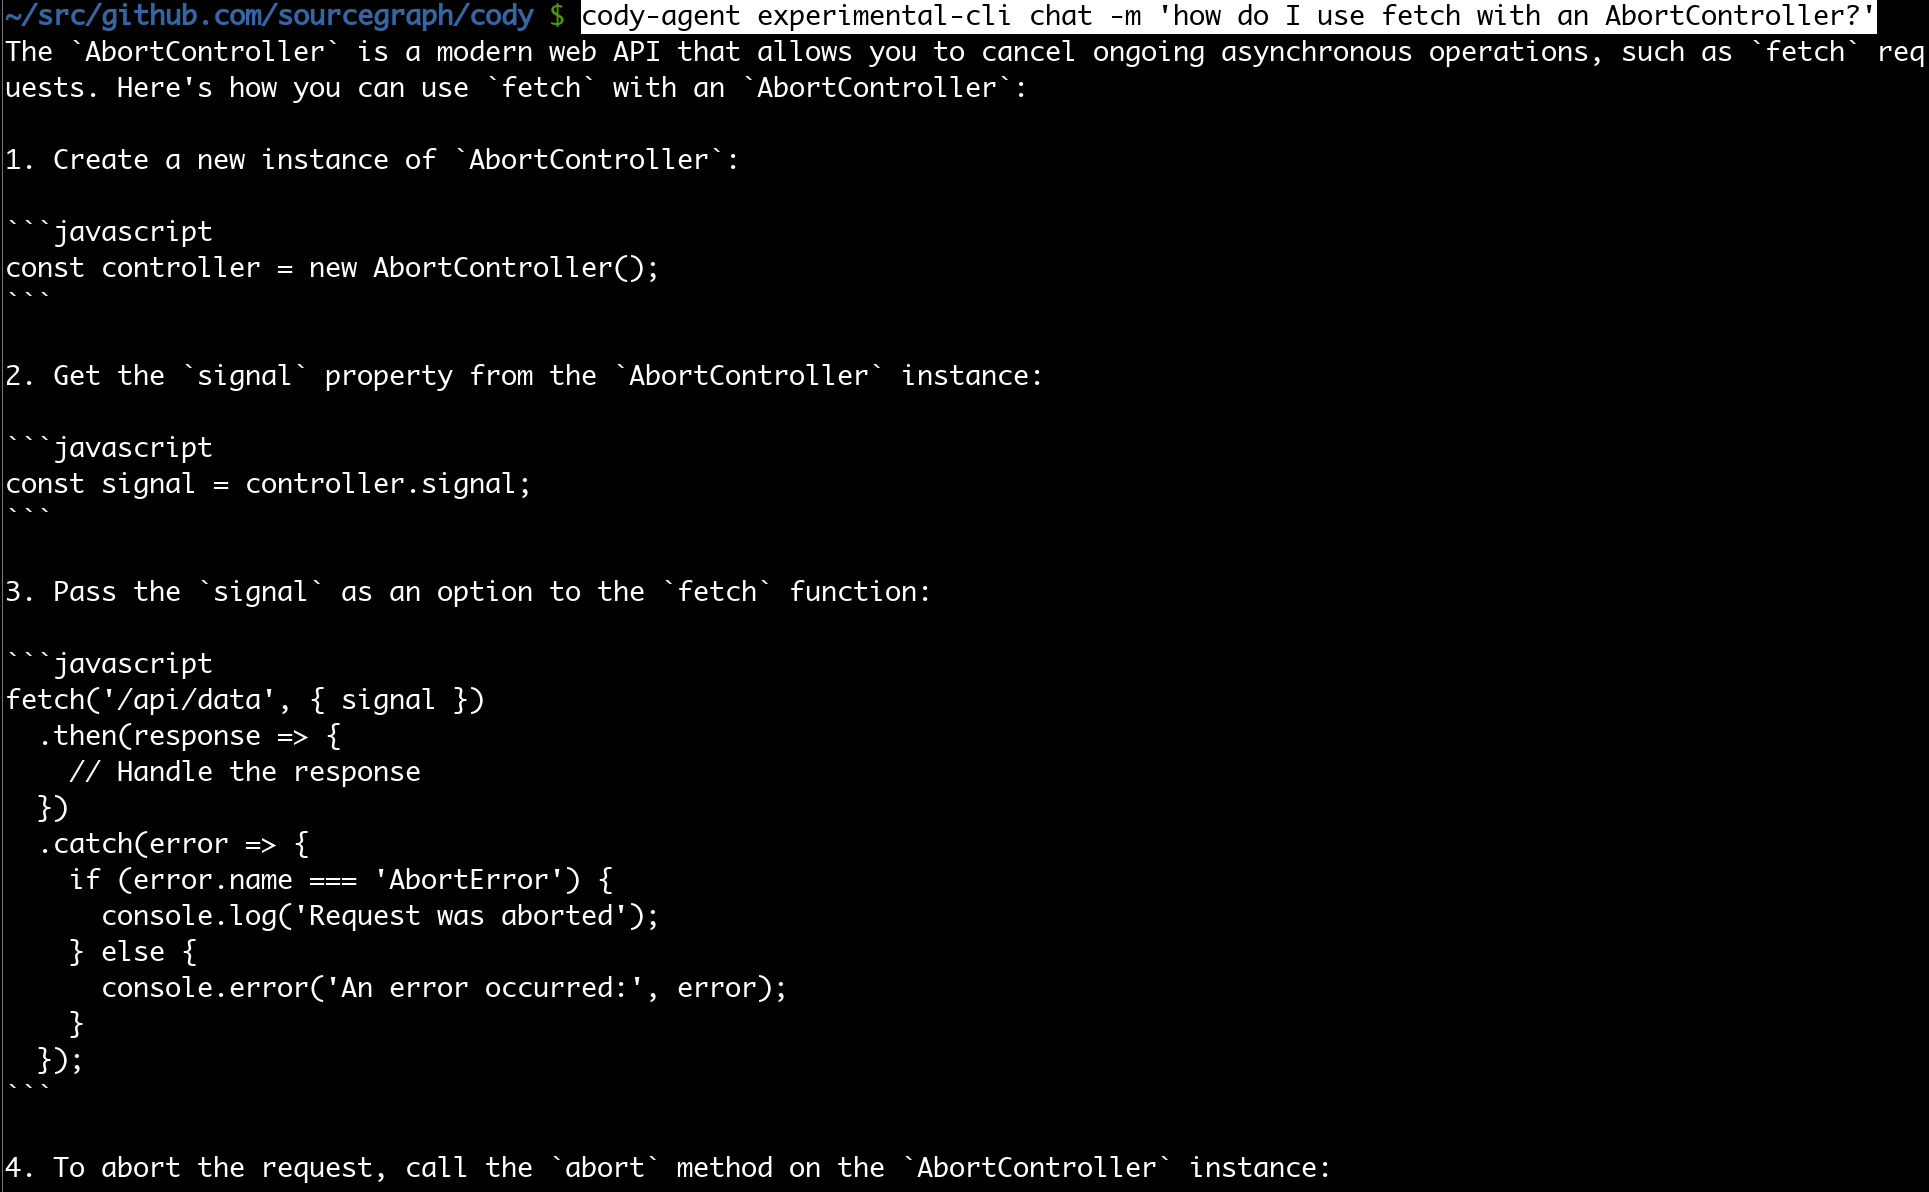 ~/src/github.com/sourcegraph/cody $ cody-agent experimental-cli chat -m 'how do I use fetch with an AbortController?'
The `AbortController` is a modern web API that allows you to cancel ongoing asynchronous operations, such as `fetch` req
uests. Here's how you can use `fetch` with an `AbortController`:

1. Create a new instance of `AbortController`:

```javascript
const controller = new AbortController();
```

2. Get the `signal` property from the `AbortController` instance:

```javascript
const signal = controller.signal;
```

3. Pass the `signal` as an option to the `fetch` function:

```javascript
fetch('/api/data', { signal })
  .then(response => {
    // Handle the response
  })
  .catch(error => {
    if (error.name === 'AbortError') {
      console.log('Request was aborted');
    } else {
      console.error('An error occurred:', error);
    }
  });
```

4. To abort the request, call the `abort` method on the `AbortController` instance: